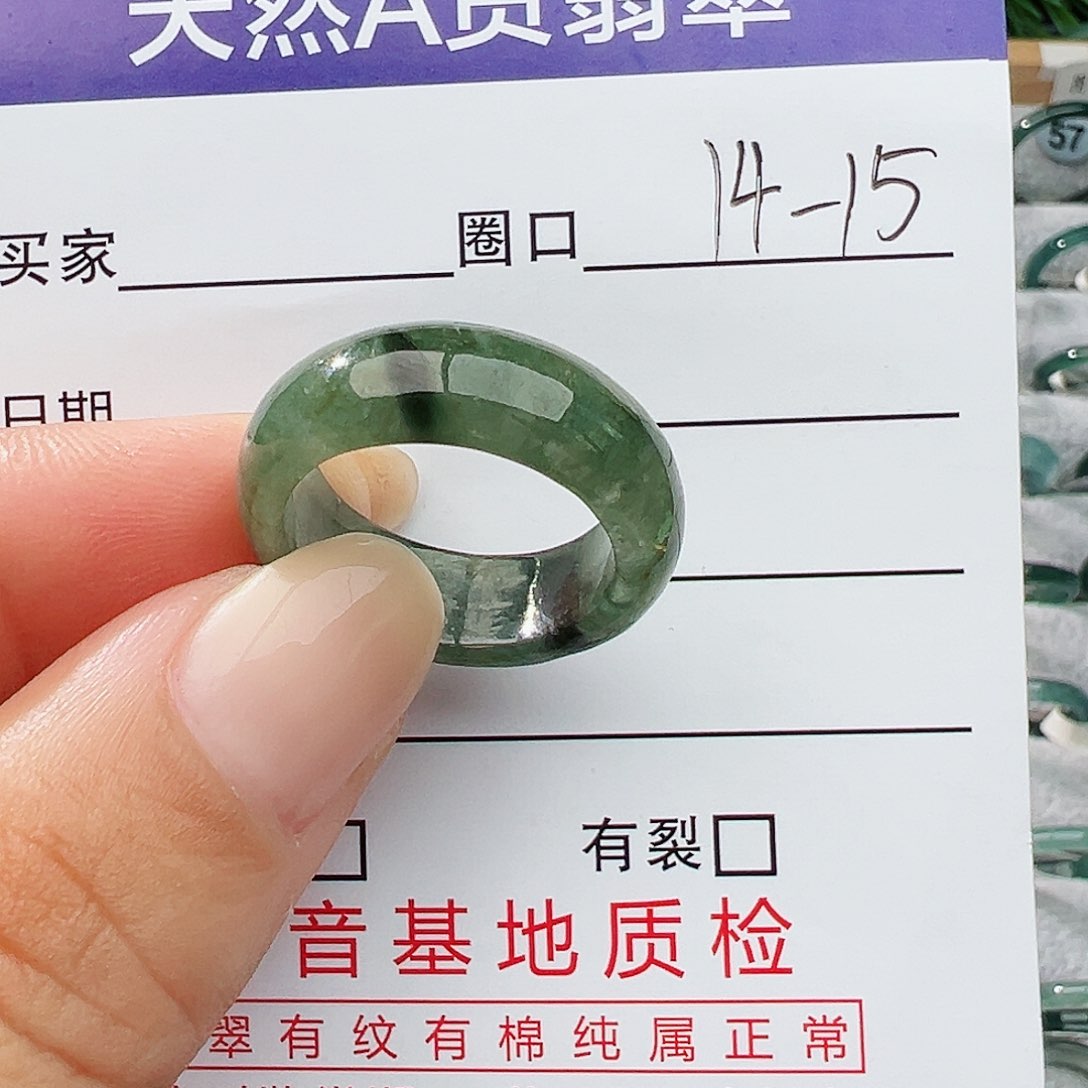 天然A货翡翠
买家 圈口 14-15
日期
有裂
音基地质检
翠有纹有棉纯属正常
57